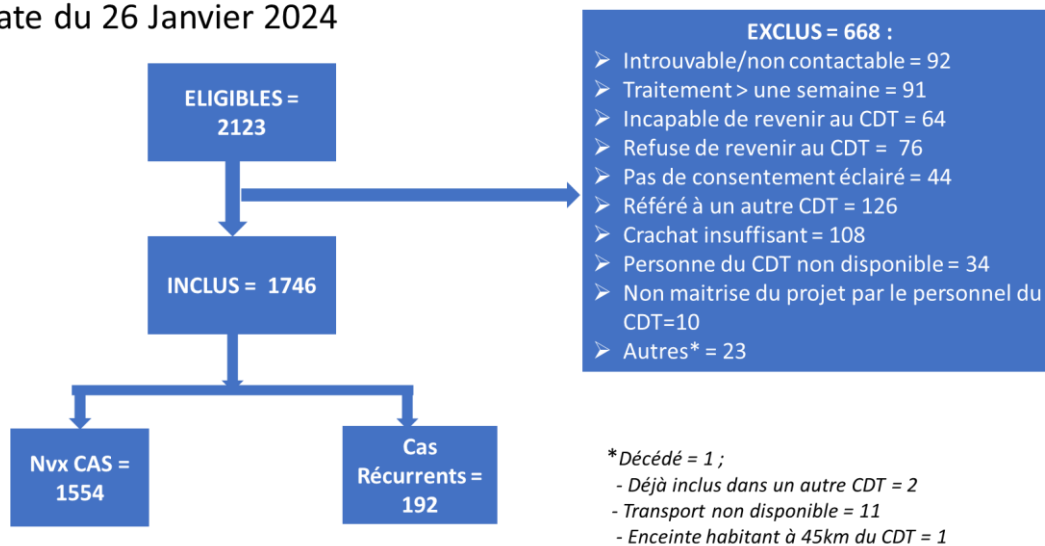 ate du 26 Janvier 2024
ELIGIBLES =
2123
EXCLUS = 668 :
➢ Introuvable/non contactable = 92
➢ Traitement > une semaine = 91
➢ Incapable de revenir au CDT = 64
➢ Refuse de revenir au CDT = 76
➢ Pas de consentement éclairé = 44
➢ Référé à un autre CDT = 126
➢ Crachat insuffisant = 108
➢ Personne du CDT non disponible = 34
➢ Non maitrise du projet par le personnel du
CDT=10
➢ Autres* = 23
INCLUS = 1746
Nvx CAS =
1554
Cas
Récurrents =
192
*Décédé = 1 ;
- Déjà inclus dans un autre CDT = 2
- Transport non disponible = 11
- Enceinte habitant à 45km du CDT = 1